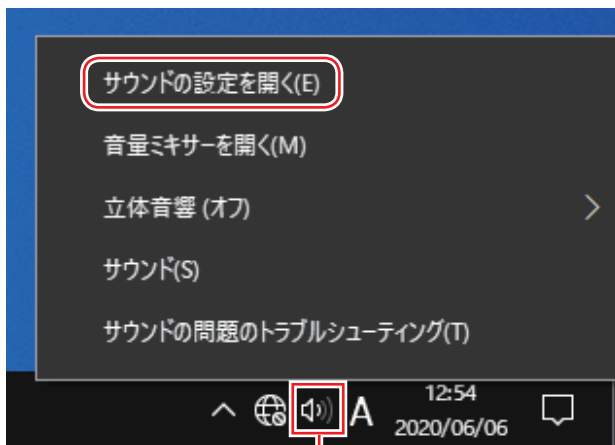 サウンドの設定を開く(E)
音量ミキサーを開く(M)
立体音響 (オフ)
サウンド(S)
サウンドの問題のトラブルシューティング(T)
A
12:54
2020/06/06